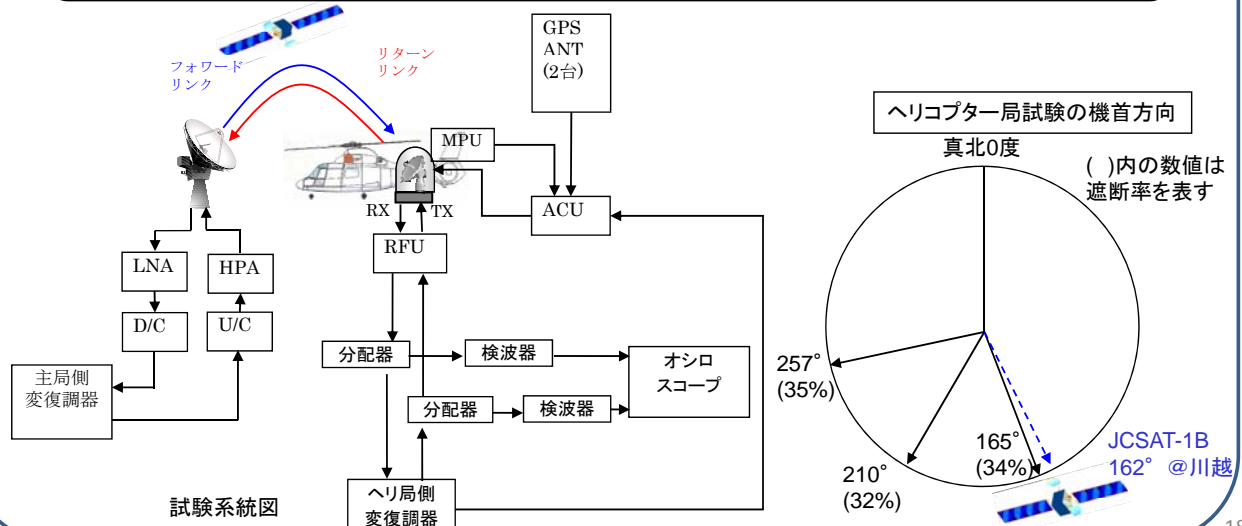 フォワード
リンク
リターン
リンク
GPS
ANT
(2台)
MPU
ACU
RX
TX
RFU
LNA
HPA
D/C
U/C
主局側
変復調器
分配器
検波器
オシロ
スコープ
分配器
検波器
ヘリ局側
変復調器
試験系統図
ヘリコプター局試験の機首方向
真北0度
( )内の数値は
遮断率を表す
257°
(35%)
210°
(32%)
165°
(34%)
JCSAT-1B
162° @川越